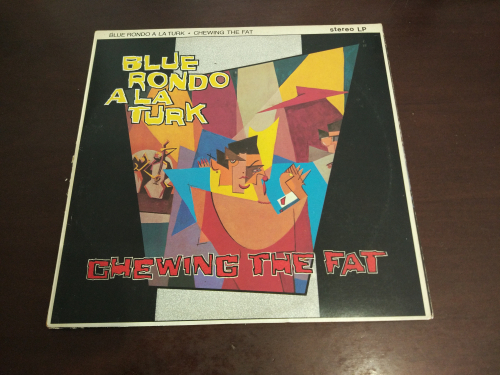 BLUE RONDO A LA TURK • CHEWING THE FAT
stereo LP
BLUE
RONDO
A LA
TURK
CHEWING THE FAT